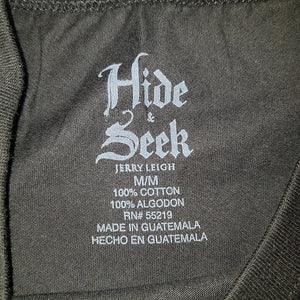 Hide
&
Seek
JERRY LEIGH
M/M
100% COTTON
100% ALGODON
RN# 55219
MADE IN GUATEMALA
HECHO EN GUATEMALA